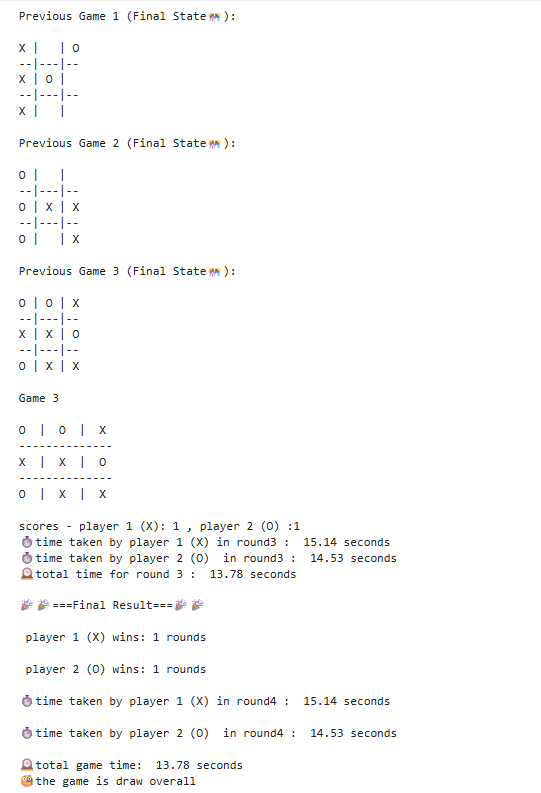 Previous Game 1 (Final State🎊):
X |   | O
--|---|--
X | O |
--|---|--
X |   |
Previous Game 2 (Final State🎊):
O |   |
--|---|--
O | X | X
--|---|--
O |   | X
Previous Game 3 (Final State🎊):
O | O | X
--|---|--
X | X | O
--|---|--
O | X | X
Game 3
O  |  O  |  X
--------------
X  |  X  |  O
--------------
O  |  X  |  X
scores - player 1 (X): 1 , player 2 (O) :1
⏱time taken by player 1 (X) in round3 :  15.14 seconds
⏱time taken by player 2 (O)  in round3 :  14.53 seconds
🕰total time for round 3 :  13.78 seconds
🎉🎉===Final Result===🎉🎉
player 1 (X) wins: 1 rounds
player 2 (O) wins: 1 rounds
⏱time taken by player 1 (X) in round4 :  15.14 seconds
⏱time taken by player 2 (O)  in round4 :  14.53 seconds
🕰total game time:  13.78 seconds
🤔the game is draw overall